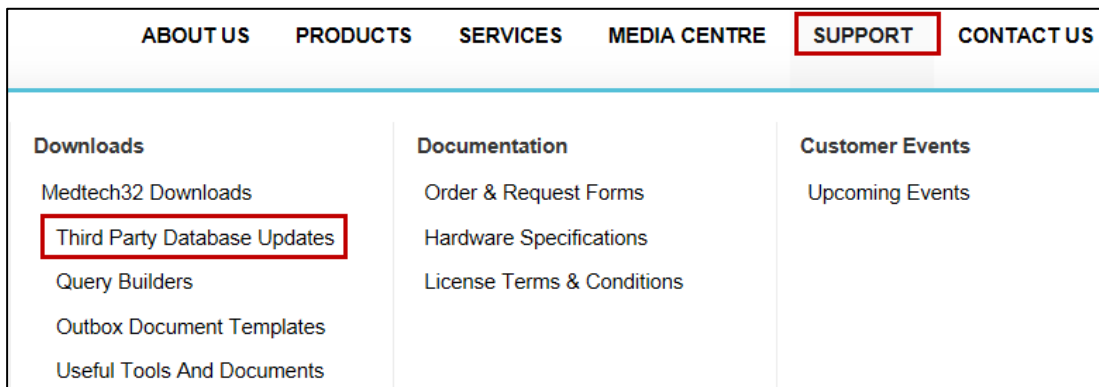 ABOUT US PRODUCTS SERVICES MEDIA CENTRE SUPPORT CONTACT US
Downloads
Medtech32 Downloads
Third Party Database Updates
Query Builders
Outbox Document Templates
Useful Tools And Documents
Documentation
Order & Request Forms
Hardware Specifications
License Terms & Conditions
Customer Events
Upcoming Events